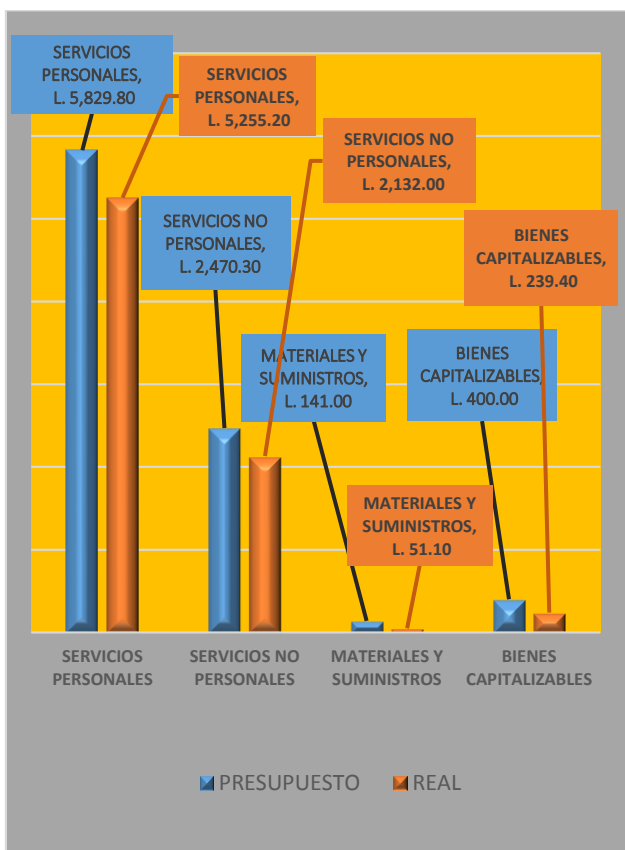 SERVICIOS
PERSONALES,
L. 5,829.80
SERVICIOS
PERSONALES,
L. 5,255.20
SERVICIOS NO
PERSONALES,
L. 2,470.30
SERVICIOS NO
PERSONALES,
L. 2,132.00
MATERIALES Y
SUMINISTROS,
L. 141.00
MATERIALES Y
SUMINISTROS,
L. 51.10
BIENES
CAPITALIZABLES,
L. 400.00
BIENES
CAPITALIZABLES,
L. 239.40
SERVICIOS
PERSONALES
SERVICIOS NO
PERSONALES
MATERIALES Y
SUMINISTROS
BIENES
CAPITALIZABLES
PRESUPUESTO
REAL